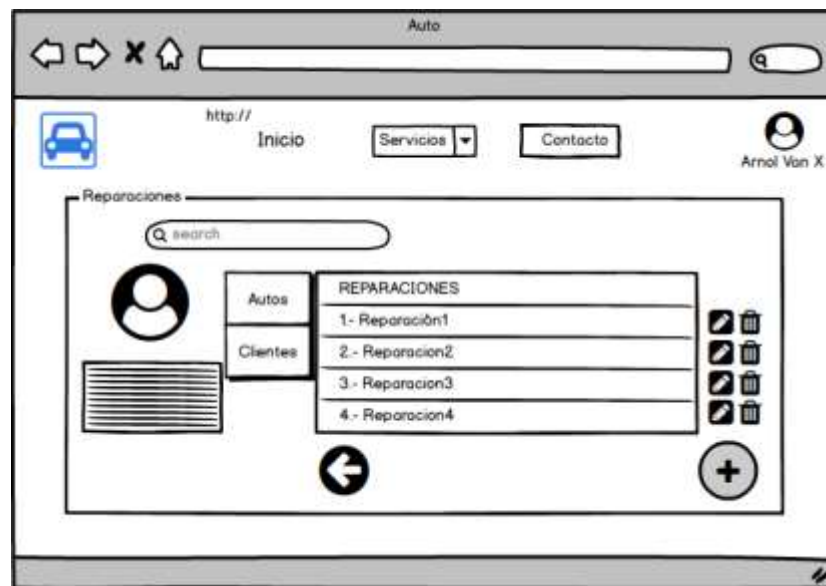 Auto
http://
Inicio
Servicios
Contacto
Arnol Van X
Reparaciones
search
Autos
Clientes
REPARACIONES
1.- Reparaciòn1
2.- Reparacion2
3.- Reparacion3
4.- Reparacion4